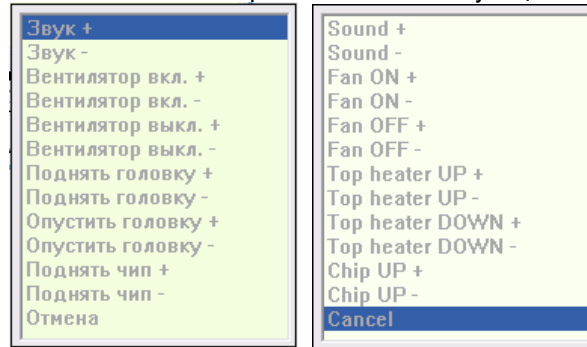 Звук +
Звук -
Вентилятор вкл. +
Вентилятор вкл. -
Вентилятор выкл. +
Вентилятор выкл. -
Поднять головку +
Поднять головку -
Опустить головку +
Опустить головку -
Поднять чип +
Поднять чип -
Отмена
Sound +
Sound -
Fan ON +
Fan ON -
Fan OFF +
Fan OFF -
Top heater UP +
Top heater UP -
Top heater DOWN +
Top heater DOWN -
Chip UP +
Chip UP -
Cancel